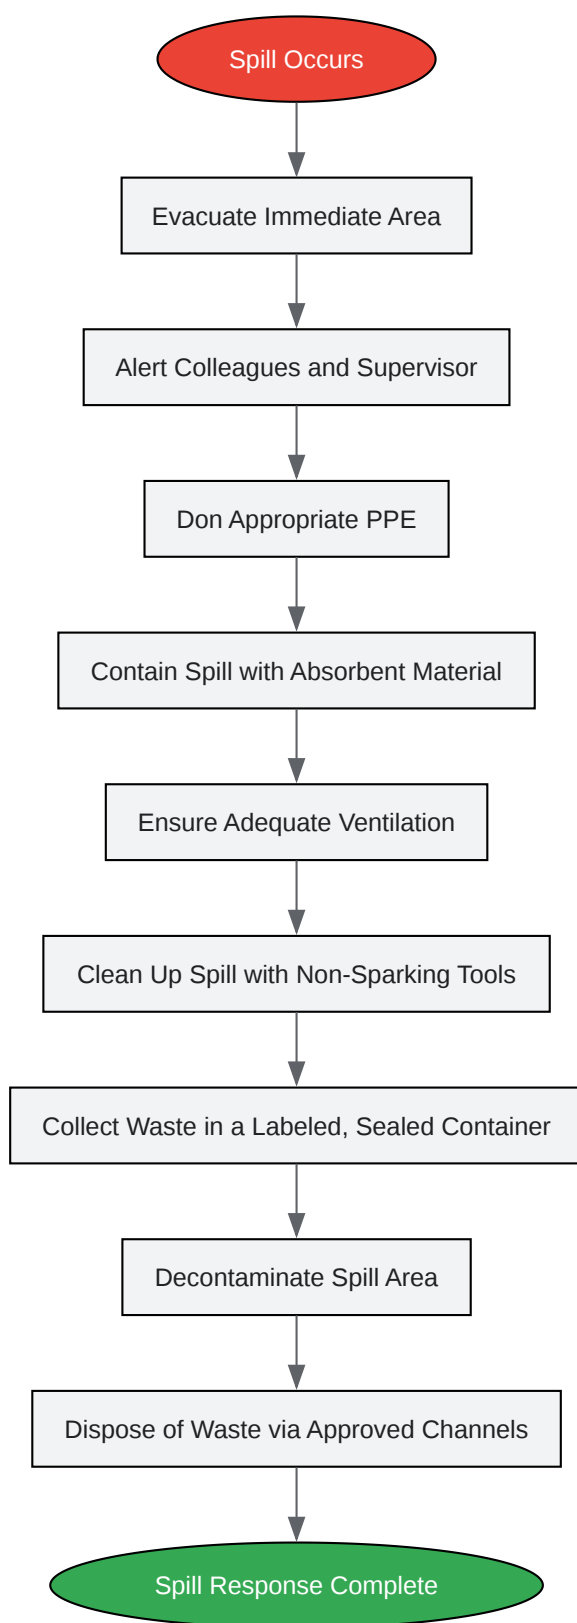 Spill Occurs
Evacuate Immediate Area
Alert Colleagues and Supervisor
Don Appropriate PPE
Contain Spill with Absorbent Material
Ensure Adequate Ventilation
Clean Up Spill with Non-Sparking Tools
Collect Waste in a Labeled, Sealed Container
Decontaminate Spill Area
Dispose of Waste via Approved Channels
Spill Response Complete